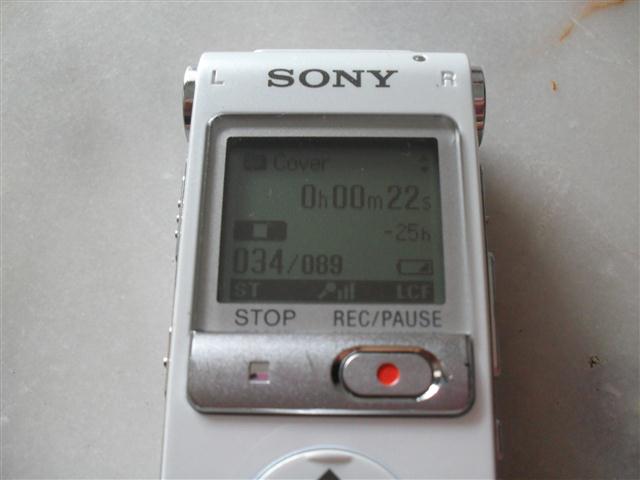 L SONY R
Cover
0h00m22s
-25h
034/089
ST LCF
STOP REC/PAUSE